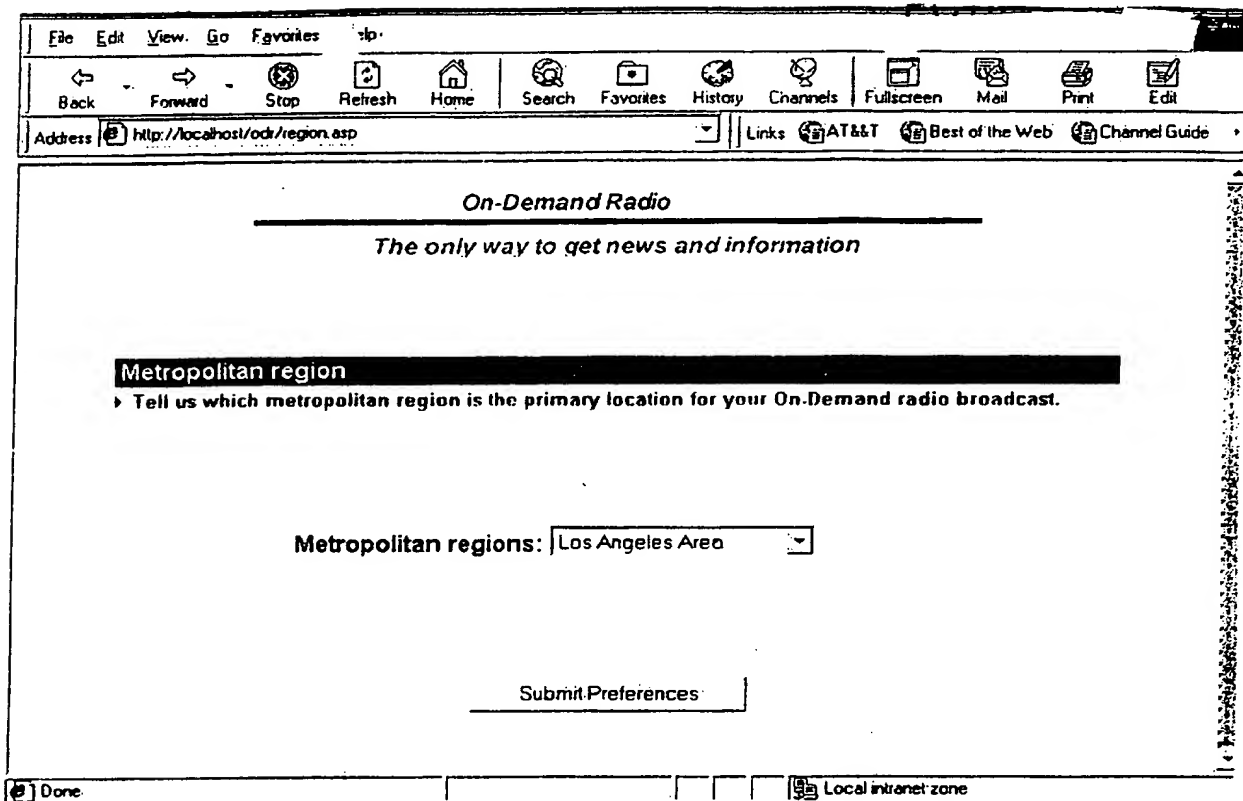 File Edit View Go Favorites elp
Back Forward Stop Refresh Home Search Favorites History Channels Fullscreen Mail Print Edit
Address http://localhost/odr/region.asp Links AT&T Best of the Web Channel Guide
On-Demand Radio
The only way to get news and information
Metropolitan region
Tell us which metropolitan region is the primary location for your On-Demand radio broadcast.
Metropolitan regions: Los Angeles Area
Submit Preferences
Done Local intranet zone